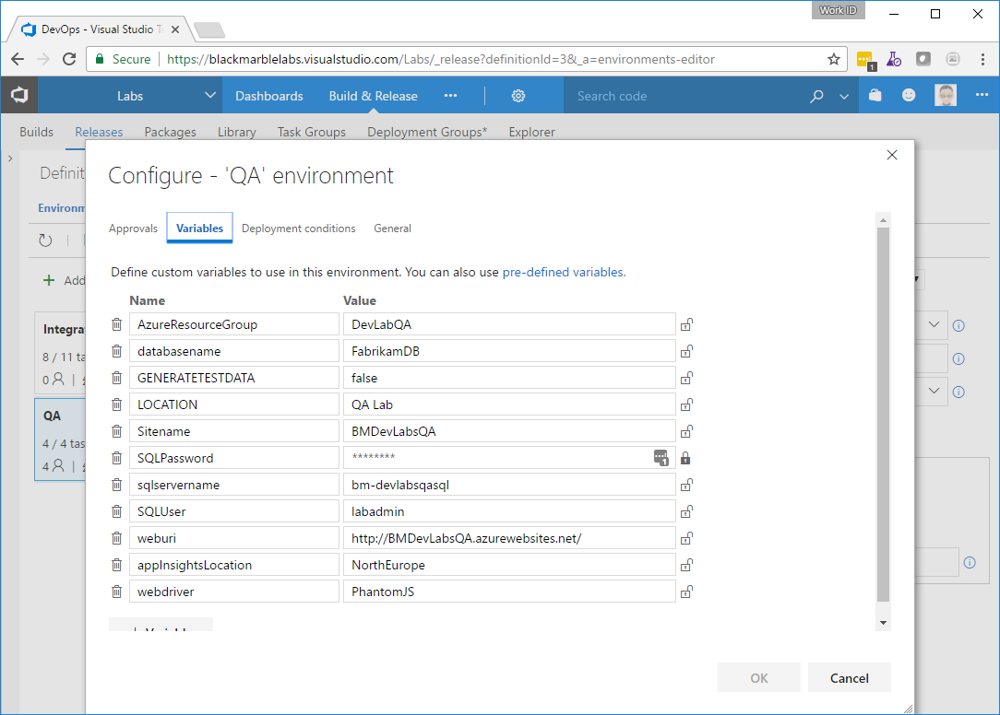 Work ID
DevOps - Visual Studio T
Secure https://blackmarblelabs.visualstudio.com/Labs/_release?definitionId=3&_a=environments-editor
1
Labs Dashboards Build & Release Search code
Builds Releases Packages Library Task Groups Deployment Groups* Explorer
Definit
Configure - 'QA' environment
Environm
Approvals Variables Deployment conditions General
Define custom variables to use in this environment. You can also use pre-defined variables.
Add
Name Value
AzureResourceGroup DevLabQA
Integra
databasename FabrikamDB
8 / 11 ta
GENERATETESTDATA false
0
LOCATION QA Lab
QA
Sitename BMDevLabsQA
4 / 4 tas
SQLPassword ******** 1
4
sqlservername bm-devlabsqasql
SQLUser labadmin
weburi http://BMDevLabsQA.azurewebsites.net/
appInsightsLocation NorthEurope
webdriver PhantomJS
OK Cancel